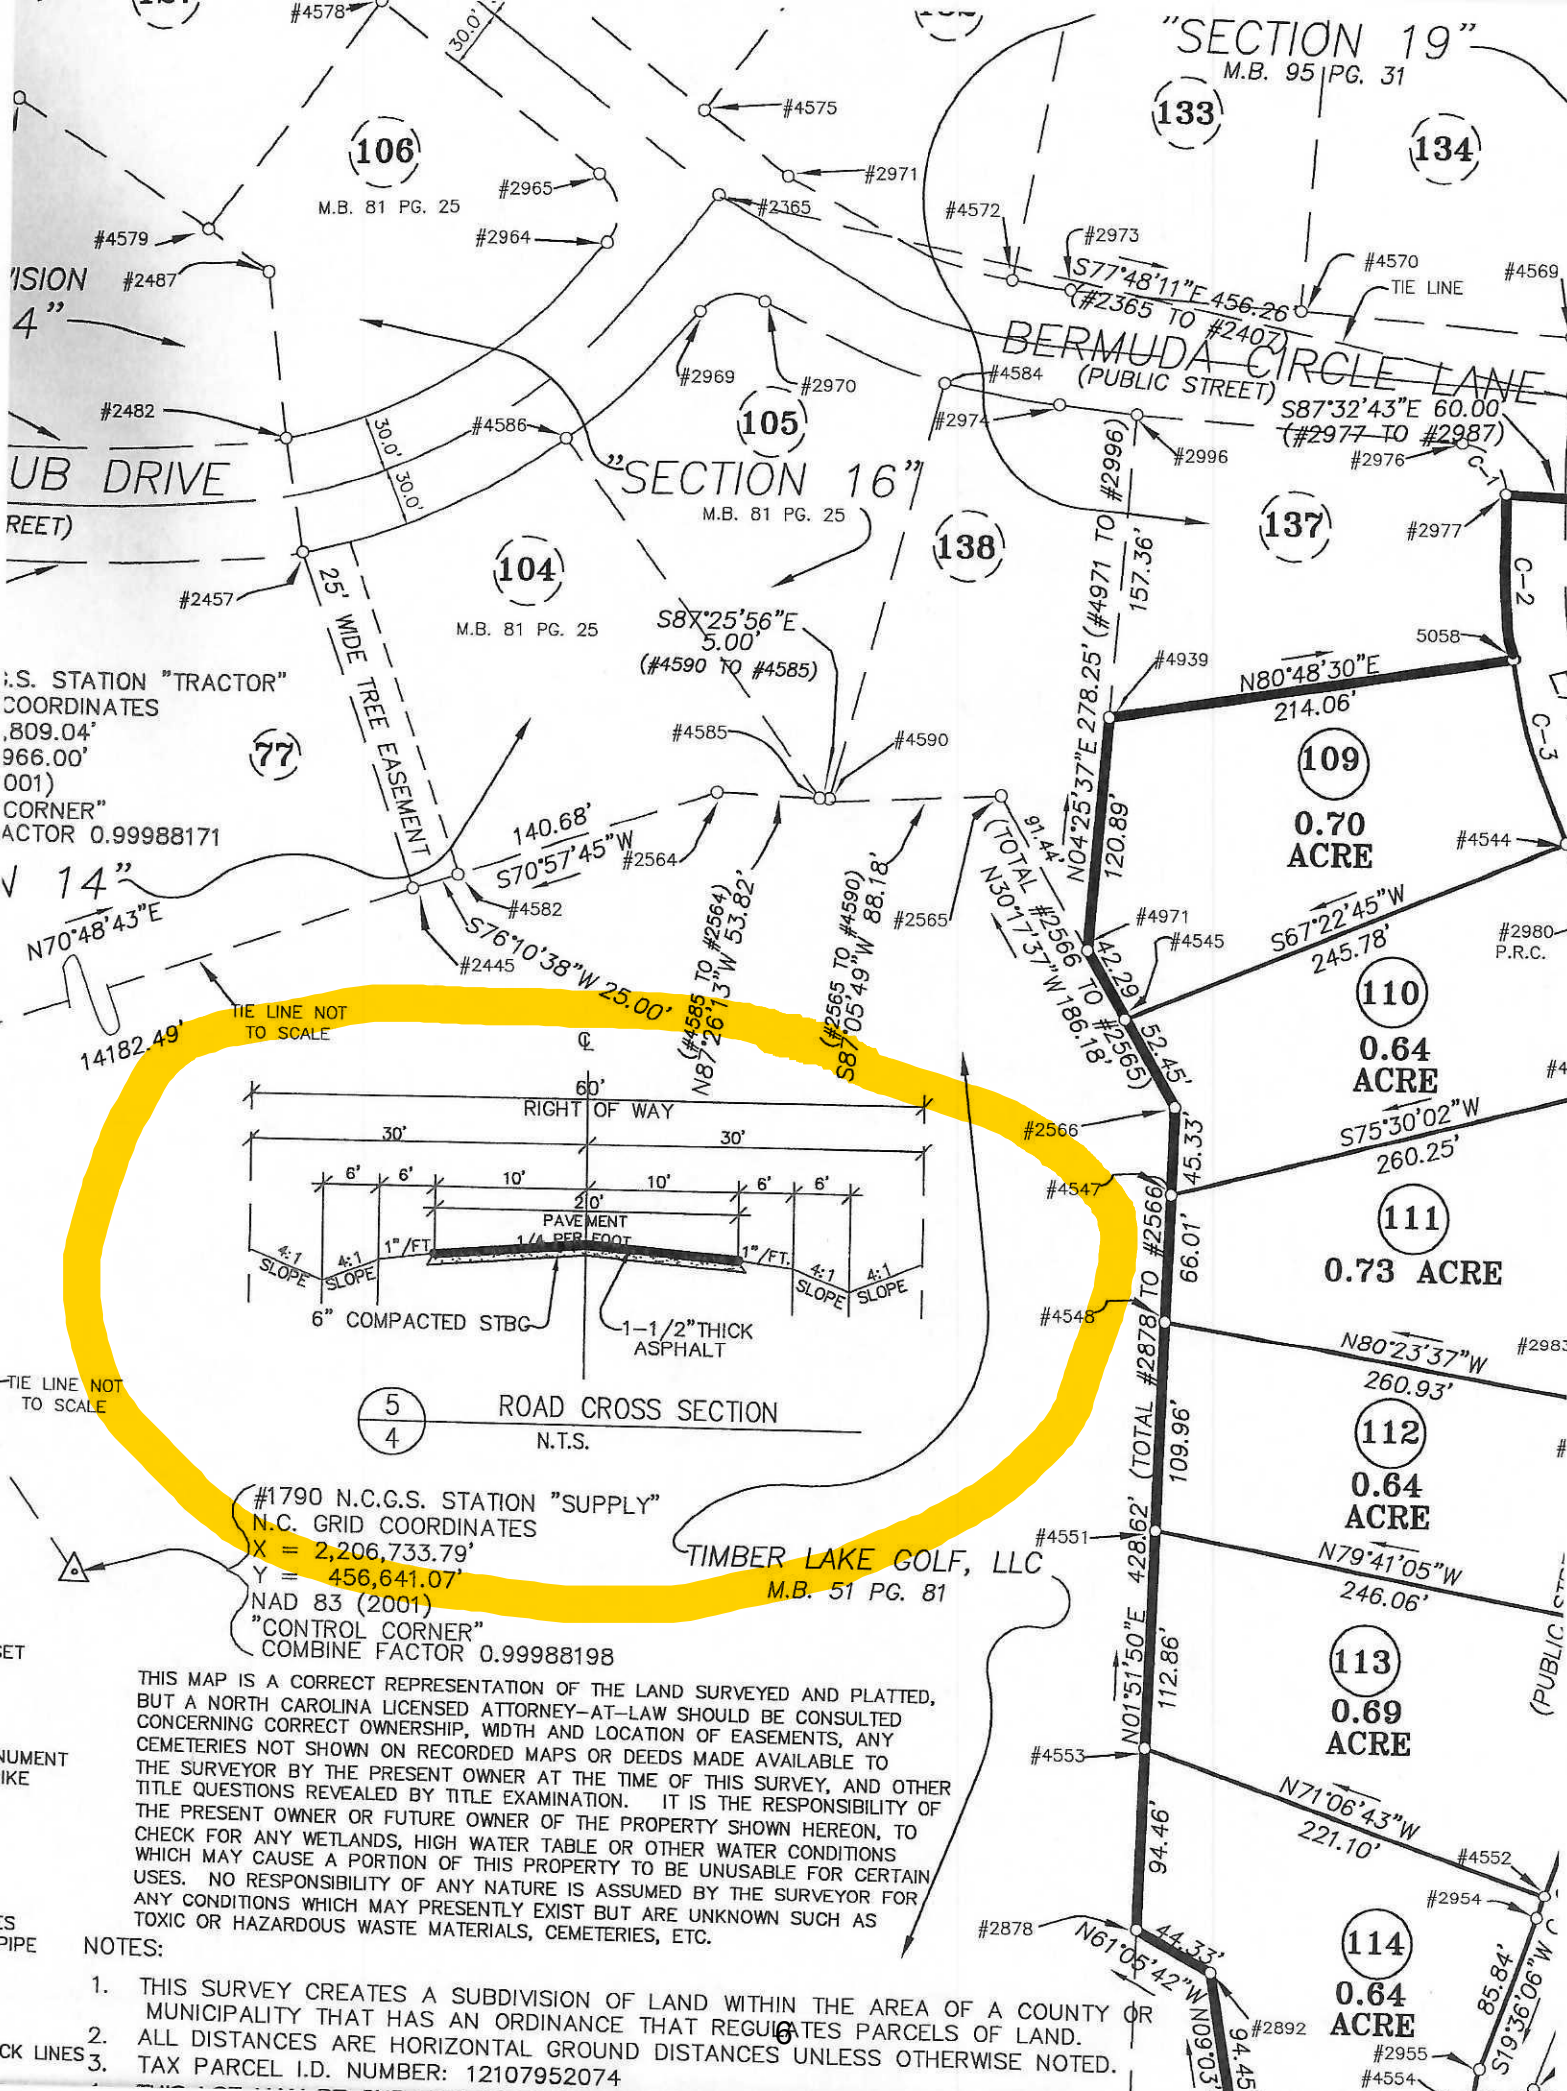 #4578
30.0'
"SECTION 19"
M.B. 95 PG. 31
#4575
133
134
106
M.B. 81 PG. 25
#2965
#2971
#2365
#4572
#2964
#2973
#4579
#2487
#4570
#4569
TIE LINE
S77°48'11"E 456.26
(#2365 TO #2407)
4"
BERMUDA CIRCLE LANE
(PUBLIC STREET)
#2969
#2970
#4584
105
#2974
S87°32'43"E 60.00
(#2977 TO #2987)
#2976
C-1
#2482
30.0'
30.0'
#4586
#2996
UB DRIVE
REET)
"SECTION 16"
M.B. 81 PG. 25
138
137
#2977
C-2
#2457
104
M.B. 81 PG. 25
25' WIDE TREE EASEMENT
S87°25'56"E
5.00'
(#4590 TO #4585)
N04°25'37"E 278.25' (#4971 TO #2996)
157.36'
5058
#4939
N80°48'30"E
214.06'
.S. STATION "TRACTOR"
COORDINATES
,809.04'
966.00'
001)
CORNER"
ACTOR 0.99988171
77
#4585
#4590
C-3
109
0.70
ACRE
120.89'
#4544
140.68'
S70°57'45"W
#2564
91.44'
(TOTAL #2566 TO #2565)
N30°17'37"W 186.18'
14"
N70°48'43"E
#4582
S76°10'38"W 25.00'
#2445
(#4585 TO #2564)
N87°26'13"W 53.82'
(#2565 TO #4590)
S87°05'49"W 88.18'
#2565
#4971
#4545
42.29'
S67°22'45"W
245.78'
#2980
P.R.C.
14182.49'
TIE LINE NOT
TO SCALE
110
0.64
ACRE
52.45'
60'
RIGHT OF WAY
30'
30'
6'
6'
10'
10'
6'
6'
20'
PAVEMENT
1/4 PER FOOT
1"/FT.
1"/FT.
4:1
SLOPE
4:1
SLOPE
4:1
SLOPE
4:1
SLOPE
6" COMPACTED STBG
1-1/2"THICK
ASPHALT
5
4
ROAD CROSS SECTION
N.T.S.
#2566
45.33'
S75°30'02"W
260.25'
#4547
111
0.73 ACRE
66.01'
#4548
N80°23'37"W
260.93'
#2983
TIE LINE NOT
TO SCALE
112
0.64
ACRE
109.96'
N01°51'50"E 428.62' (TOTAL #2878 TO #2566)
#4551
N79°41'05"W
246.06'
#1790 N.C.G.S. STATION "SUPPLY"
N.C. GRID COORDINATES
X = 2,206,733.79'
Y = 456,641.07'
NAD 83 (2001)
"CONTROL CORNER"
COMBINE FACTOR 0.99988198
TIMBER LAKE GOLF, LLC
M.B. 51 PG. 81
113
0.69
ACRE
112.86'
(PUBLIC
#4553
N71°06'43"W
221.10'
94.46'
#4552
#2954
THIS MAP IS A CORRECT REPRESENTATION OF THE LAND SURVEYED AND PLATTED,
BUT A NORTH CAROLINA LICENSED ATTORNEY-AT-LAW SHOULD BE CONSULTED
CONCERNING CORRECT OWNERSHIP, WIDTH AND LOCATION OF EASEMENTS, ANY
CEMETERIES NOT SHOWN ON RECORDED MAPS OR DEEDS MADE AVAILABLE TO
THE SURVEYOR BY THE PRESENT OWNER AT THE TIME OF THIS SURVEY, AND OTHER
TITLE QUESTIONS REVEALED BY TITLE EXAMINATION. IT IS THE RESPONSIBILITY OF
THE PRESENT OWNER OR FUTURE OWNER OF THE PROPERTY SHOWN HEREON, TO
CHECK FOR ANY WETLANDS, HIGH WATER TABLE OR OTHER WATER CONDITIONS
WHICH MAY CAUSE A PORTION OF THIS PROPERTY TO BE UNUSABLE FOR CERTAIN
USES. NO RESPONSIBILITY OF ANY NATURE IS ASSUMED BY THE SURVEYOR FOR
ANY CONDITIONS WHICH MAY PRESENTLY EXIST BUT ARE UNKNOWN SUCH AS
TOXIC OR HAZARDOUS WASTE MATERIALS, CEMETERIES, ETC.
#2878
44.33'
N61°05'42"W
114
0.64
ACRE
85.84'
S19°36'06"W
#2892
N09°03'
94.45
#2955
#4554
NOTES:
1. THIS SURVEY CREATES A SUBDIVISION OF LAND WITHIN THE AREA OF A COUNTY OR
MUNICIPALITY THAT HAS AN ORDINANCE THAT REGULATES PARCELS OF LAND.
6
2. ALL DISTANCES ARE HORIZONTAL GROUND DISTANCES UNLESS OTHERWISE NOTED.
CK LINES
3. TAX PARCEL I.D. NUMBER: 12107952074